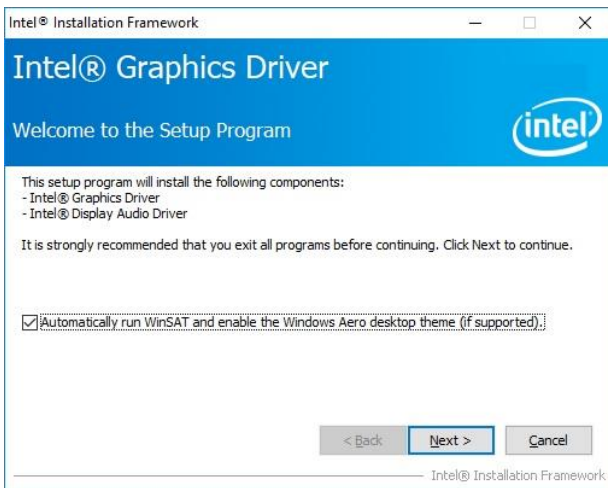 Intel® Installation Framework
Intel® Graphics Driver
Welcome to the Setup Program
intel
This setup program will install the following components:
- Intel® Graphics Driver
- Intel® Display Audio Driver
It is strongly recommended that you exit all programs before continuing. Click Next to continue.
Automatically run WinSAT and enable the Windows Aero desktop theme (if supported).
< Back Next > Cancel
Intel® Installation Framework